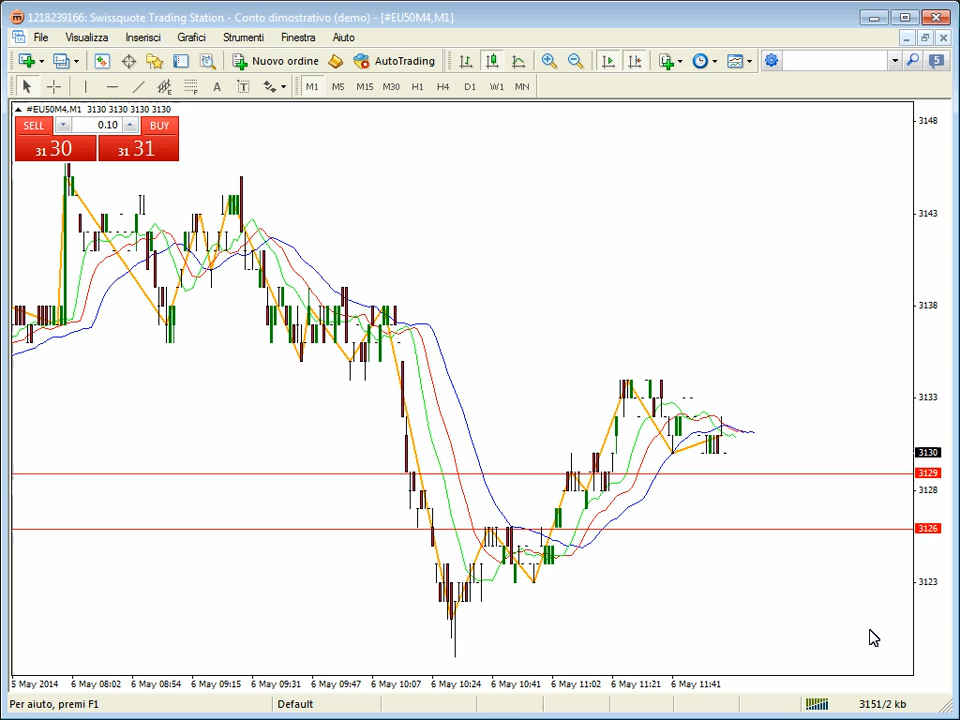 1218239166: Swissquote Trading Station - Conto dimostrativo (demo) - [#EU50M4,M1]
File Visualizza Inserisci Grafici Strumenti Finestra Aiuto
Nuovo ordine AutoTrading 5
A T M1 M5 M15 M30 H1 H4 D1 W1 MN
#EU50M4,M1 3130 3130 3130 3130
SELL 0.10 BUY
31 30 31 31
3148
3143
3138
3133
3130
3129
3128
3126
3123
5 May 2014 6 May 08:02 6 May 08:54 6 May 09:15 6 May 09:31 6 May 09:47 6 May 10:07 6 May 10:24 6 May 10:41 6 May 11:02 6 May 11:21 6 May 11:41
Per aiuto, premi F1 Default 3151/2 kb